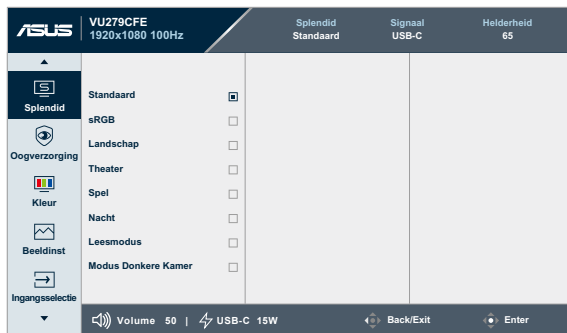 ASUS
VU279CFE
1920x1080 100Hz
Splendid
Standaard
Signaal
USB-C
Helderheid
65
Splendid
Oogverzorging
Kleur
Beeldinst
Ingangsselectie
Standaard
sRGB
Landschap
Theater
Spel
Nacht
Leesmodus
Modus Donkere Kamer
Volume 50 | USB-C 15W
Back/Exit
Enter